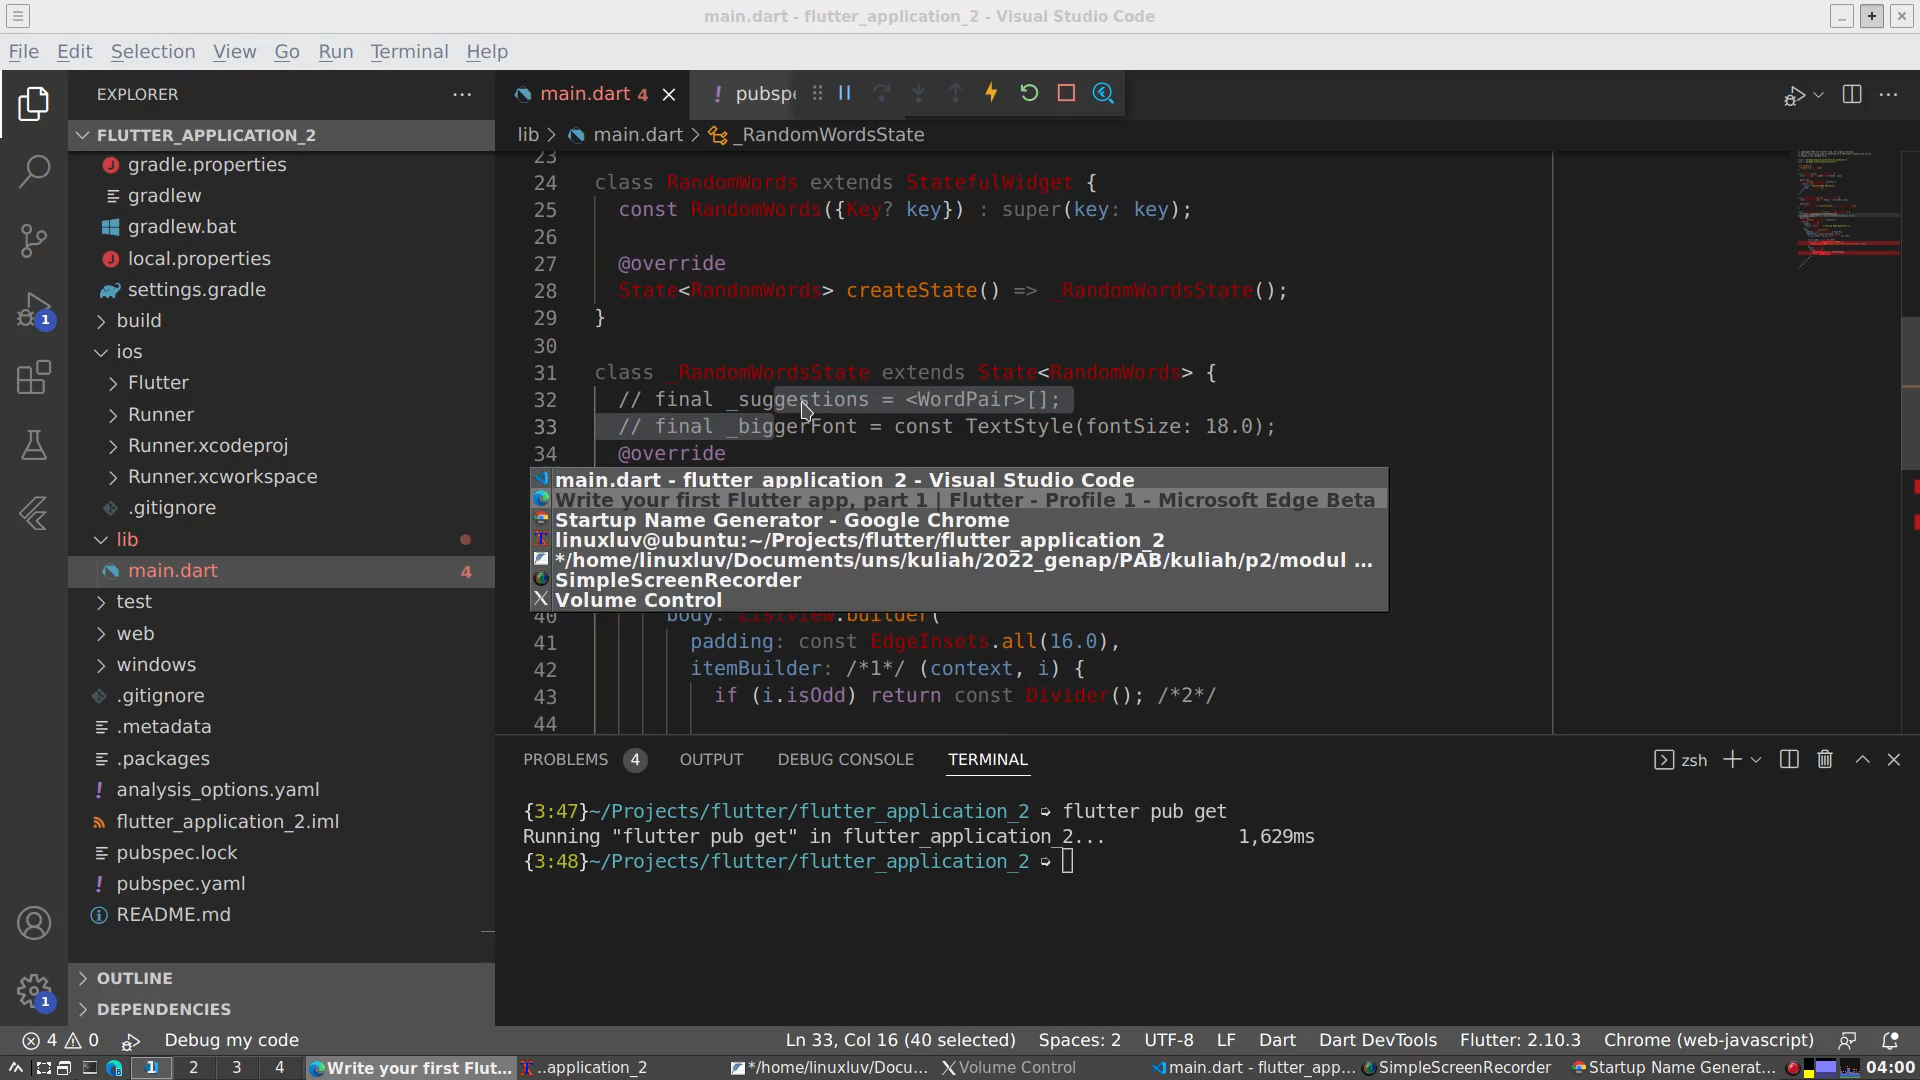 main.dart - flutter_application_2 - Visual Studio Code
File Edit Selection View Go Run Terminal Help
EXPLORER
main.dart 4
FLUTTER_APPLICATION_2
lib > main.dart > _RandomWordsState
gradle.properties
gradlew
gradlew.bat
local.properties
settings.gradle
build
ios
Flutter
Runner
Runner.xcodeproj
Runner.xcworkspace
.gitignore
lib
main.dart 4
test
web
windows
.gitignore
.metadata
.packages
analysis_options.yaml
flutter_application_2.iml
pubspec.lock
pubspec.yaml
README.md
OUTLINE
DEPENDENCIES
23
24 class RandomWords extends StatefulWidget {
25 const RandomWords({Key? key}) : super(key: key);
26
27 @override
28 State<RandomWords> createState() => _RandomWordsState();
29 }
30
31 class _RandomWordsState extends State<RandomWords> {
32 // final _suggestions = <WordPair>[];
33 // final _biggerFont = const TextStyle(fontSize: 18.0);
34 @override
main.dart - flutter_application_2 - Visual Studio Code
Write your first Flutter app, part 1 | Flutter - Profile 1 - Microsoft Edge Beta
Startup Name Generator - Google Chrome
linuxluv@ubuntu:~/Projects/flutter/flutter_application_2
*/home/linuxluv/Documents/uns/kuliah/2022_genap/PAB/kuliah/p2/modul ...
SimpleScreenRecorder
Volume Control
40 body: ListView.builder(
41 padding: const EdgeInsets.all(16.0),
42 itemBuilder: /*1*/ (context, i) {
43 if (i.isOdd) return const Divider(); /*2*/
44
PROBLEMS 4 OUTPUT DEBUG CONSOLE TERMINAL zsh
{3:47}~/Projects/flutter/flutter_application_2 ➭ flutter pub get
Running "flutter pub get" in flutter_application_2... 1,629ms
{3:48}~/Projects/flutter/flutter_application_2 ➭
4 0 Debug my code Ln 33, Col 16 (40 selected) Spaces: 2 UTF-8 LF Dart Dart DevTools Flutter: 2.10.3 Chrome (web-javascript)
1 2 3 4 Write your first Flut... ..application_2 */home/linuxluv/Docu... Volume Control main.dart - flutter_app... SimpleScreenRecorder Startup Name Generat... 04:00